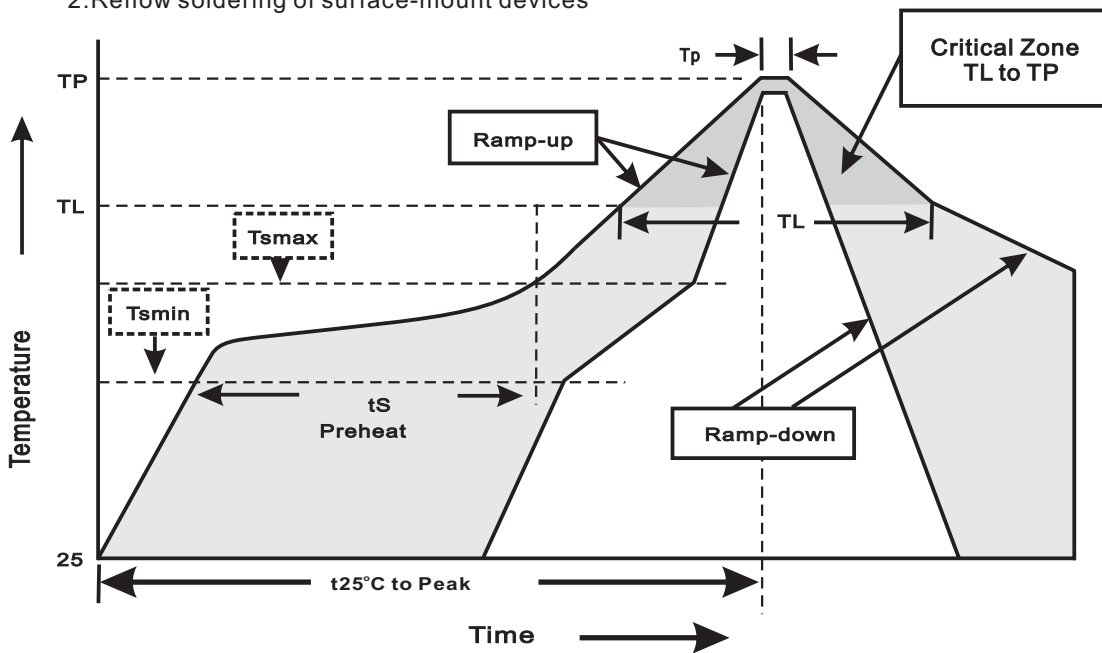 2.Reflow soldering of surface-mount devices
Tp
Critical Zone
TL to TP
TP
Ramp-up
TL
Tsmax
TL
Tsmin
tS
Preheat
Temperature
Ramp-down
25
t25°C to Peak
Time